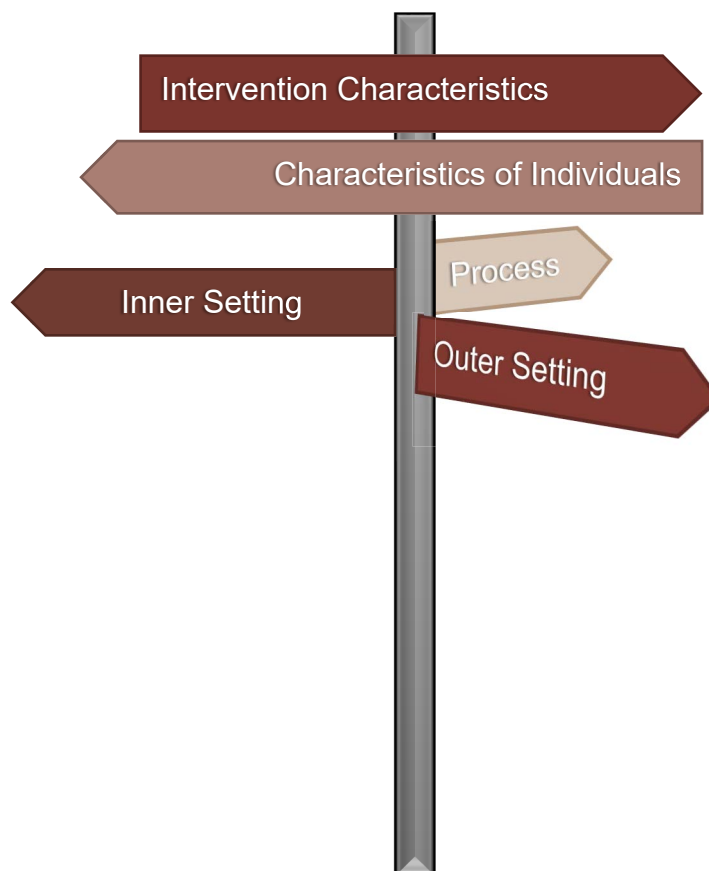 Intervention Characteristics
Characteristics of Individuals
Process
Inner Setting
Outer Setting